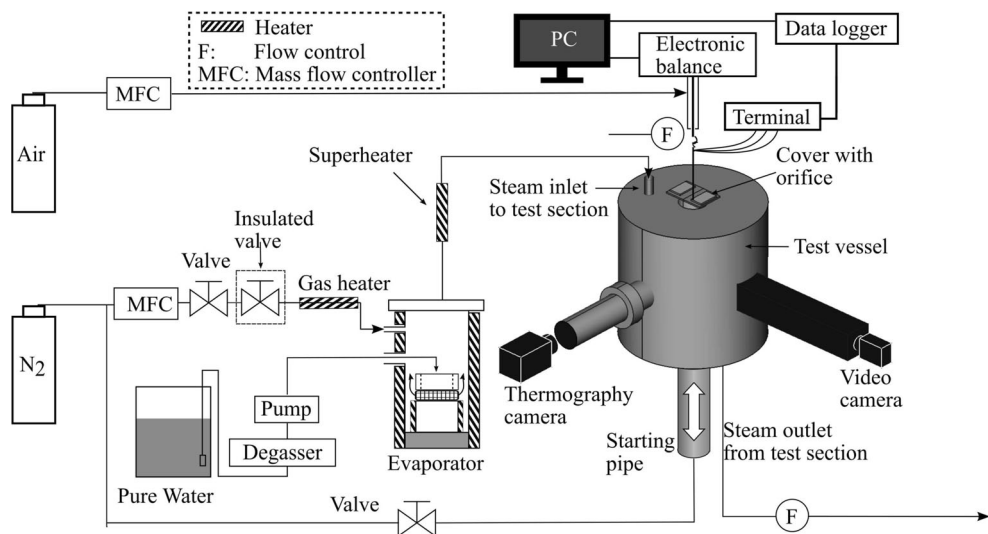 Heater
F: Flow control
MFC: Mass flow controller
PC
Data logger
Electronic
balance
MFC
Air
F
Terminal
Cover with
orifice
Superheater
Steam inlet
to test section
Test vessel
Insulated
valve
Valve
Gas heater
MFC
N2
Thermography
camera
Video
camera
Pump
Degasser
Evaporator
Pure Water
Starting
pipe
Steam outlet
from test section
Valve
F